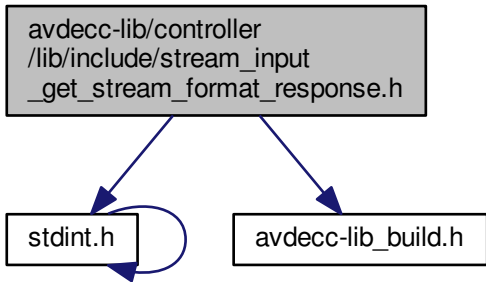 avdecc-lib/controller
/lib/include/stream_input
_get_stream_format_response.h
stdint.h
avdecc-lib_build.h